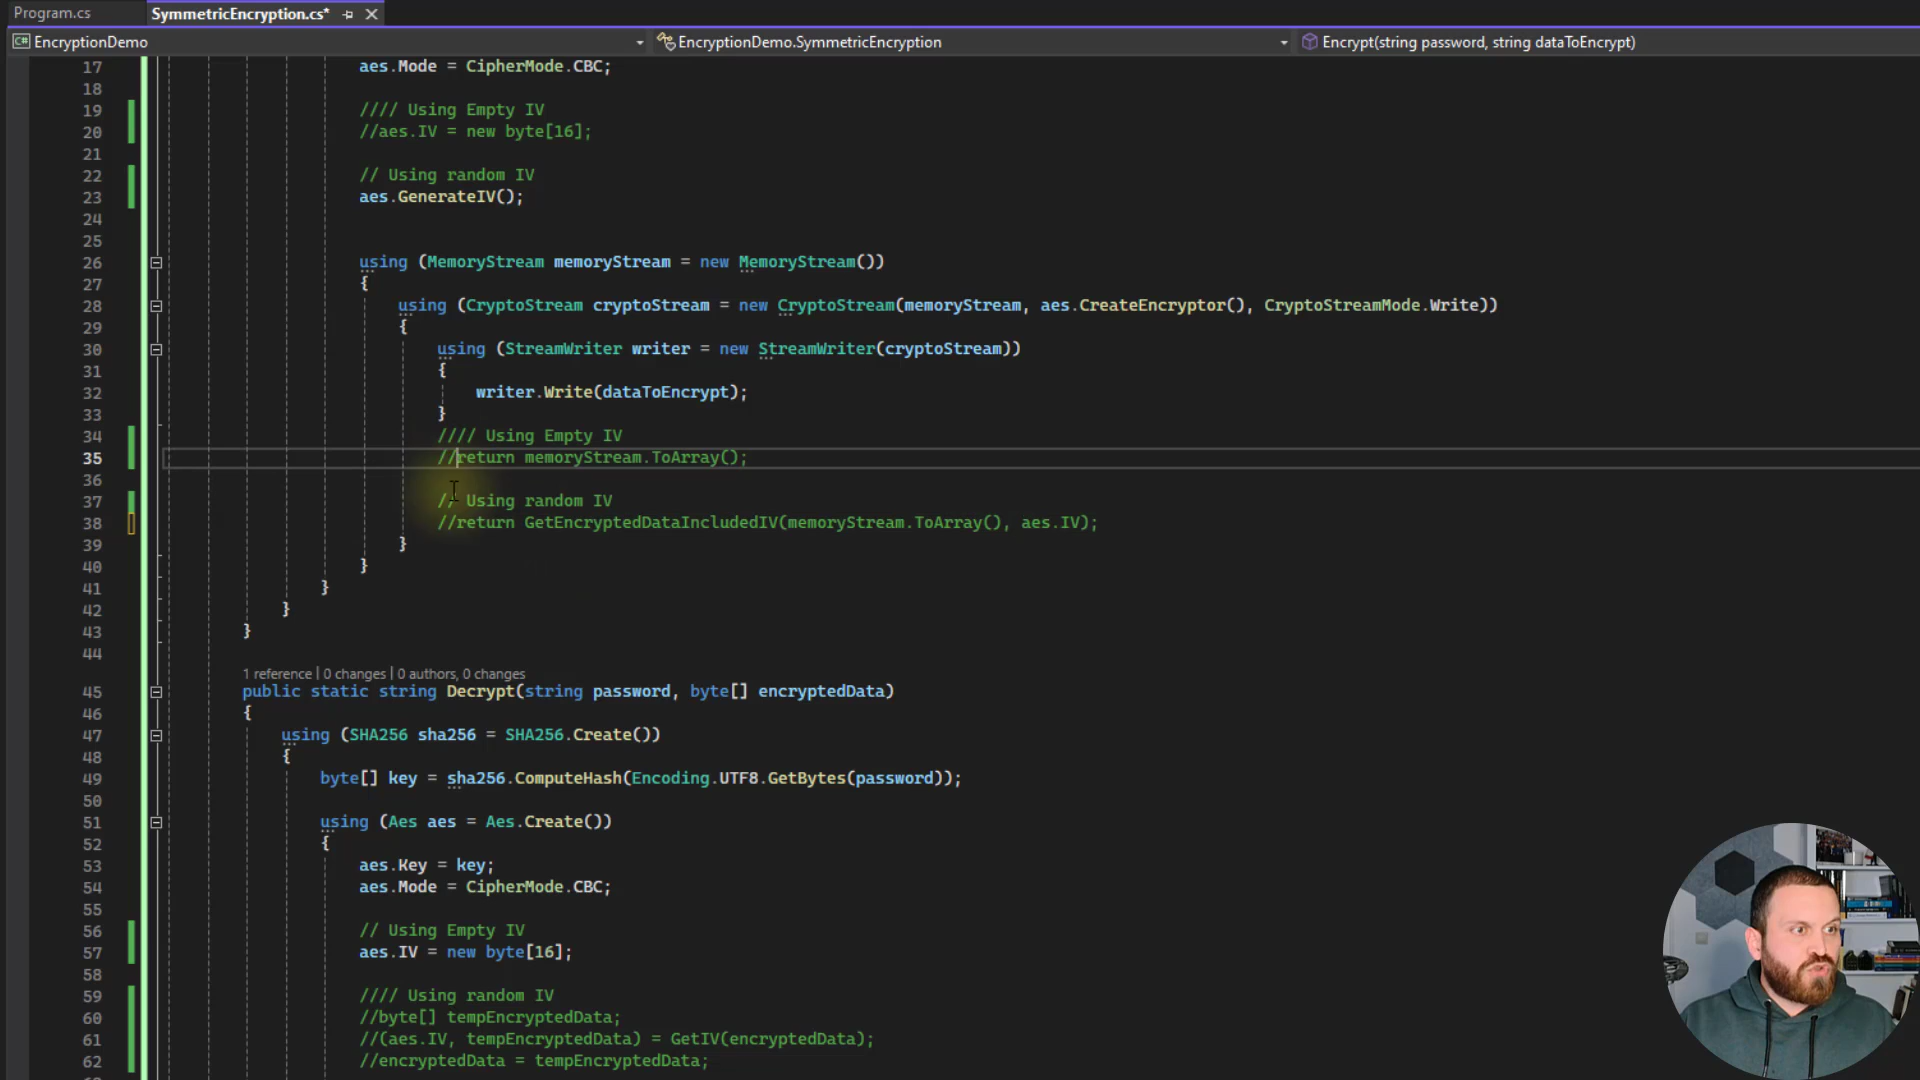 Program.cs
SymmetricEncryption.cs*
EncryptionDemo
EncryptionDemo.SymmetricEncryption
Encrypt(string password, string dataToEncrypt)
17 aes.Mode = CipherMode.CBC;
18
19 //// Using Empty IV
20 //aes.IV = new byte[16];
21
22 // Using random IV
23 aes.GenerateIV();
24
25
26 using (MemoryStream memoryStream = new MemoryStream())
27 {
28 using (CryptoStream cryptoStream = new CryptoStream(memoryStream, aes.CreateEncryptor(), CryptoStreamMode.Write))
29 {
30 using (StreamWriter writer = new StreamWriter(cryptoStream))
31 {
32 writer.Write(dataToEncrypt);
33 }
34 //// Using Empty IV
35 //return memoryStream.ToArray();
36
37 // Using random IV
38 //return GetEncryptedDataIncludedIV(memoryStream.ToArray(), aes.IV);
39 }
40 }
41 }
42 }
43 }
44
1 reference | 0 changes | 0 authors, 0 changes
45 public static string Decrypt(string password, byte[] encryptedData)
46 {
47 using (SHA256 sha256 = SHA256.Create())
48 {
49 byte[] key = sha256.ComputeHash(Encoding.UTF8.GetBytes(password));
50
51 using (Aes aes = Aes.Create())
52 {
53 aes.Key = key;
54 aes.Mode = CipherMode.CBC;
55
56 // Using Empty IV
57 aes.IV = new byte[16];
58
59 //// Using random IV
60 //byte[] tempEncryptedData;
61 //(aes.IV, tempEncryptedData) = GetIV(encryptedData);
62 //encryptedData = tempEncryptedData;